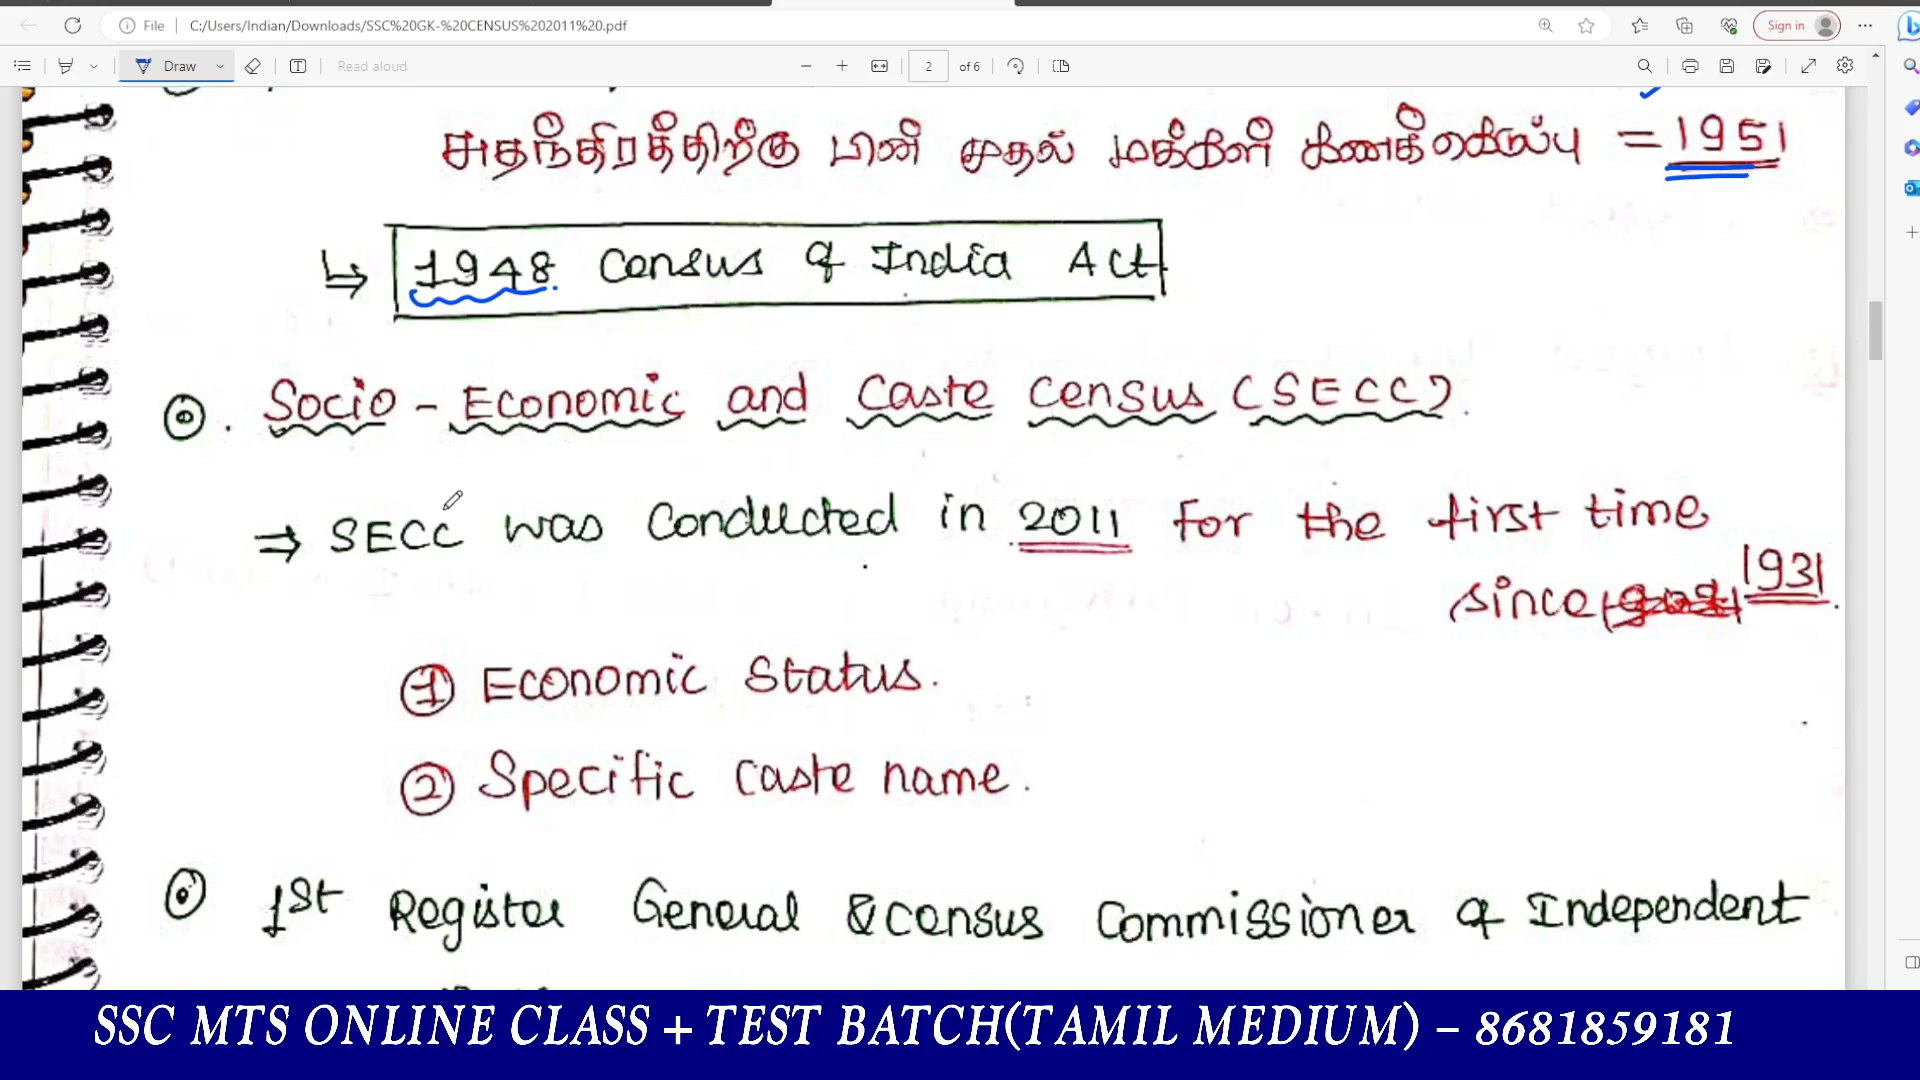 File C:/Users/Indian/Downloads/SSC%20GK-%20CENSUS%202011%20.pdf
Sign in
Draw
Read aloud
2 of 6
சுதந்திரத்திற்கு பின் முதல் மக்கள் கணக்கெடுப்பு = 1951
1948 Census of India Act
Socio - Economic and Caste Census (SECC).
⇒ SECC was conducted in 2011 for the first time
since 1931.
① Economic Status.
② Specific caste name.
1st Register General & Census Commissioner of Independent
SSC MTS ONLINE CLASS + TEST BATCH(TAMIL MEDIUM) – 8681859181